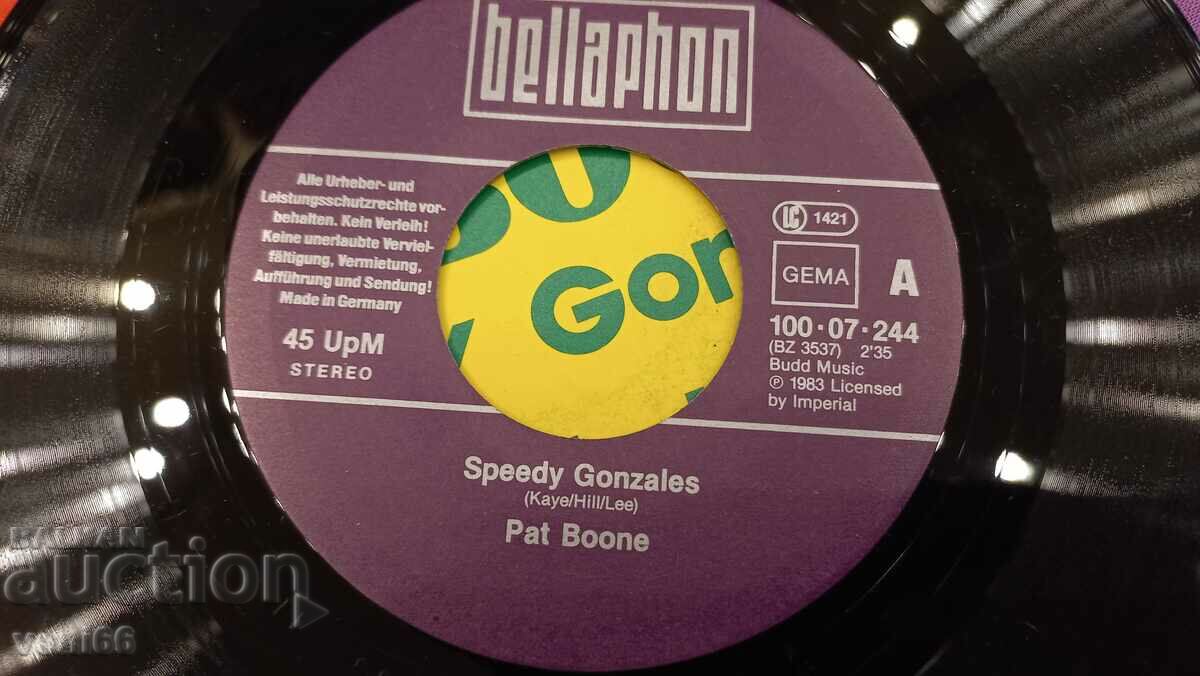 bellaphon
Alle Urheber- und
Leistungsschutzrechte vor-
behalten. Kein Verleih!
Keine unerlaubte Verviel-
fältigung, Vermietung,
Aufführung und Sendung!
Made in Germany
45 UpM
STEREO
Gon
LC 1421
GEMA
A
100·07·244
(BZ 3537) 2'35
Budd Music
℗ 1983 Licensed
by Imperial
Speedy Gonzales
(Kaye/Hill/Lee)
Pat Boone
BALKAN
auction
veni66